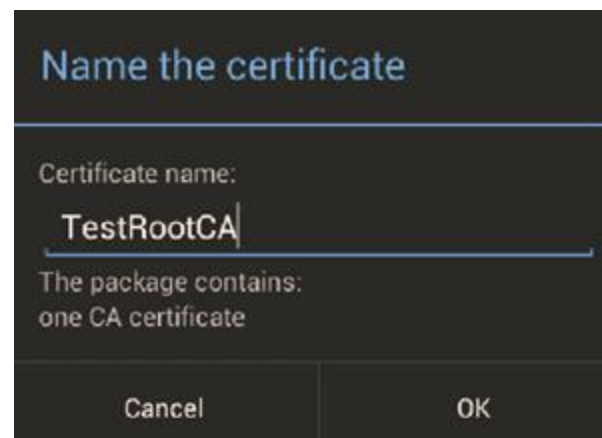 Name the certificate
Certificate name:
TestRootCA
The package contains:
one CA certificate
Cancel
OK